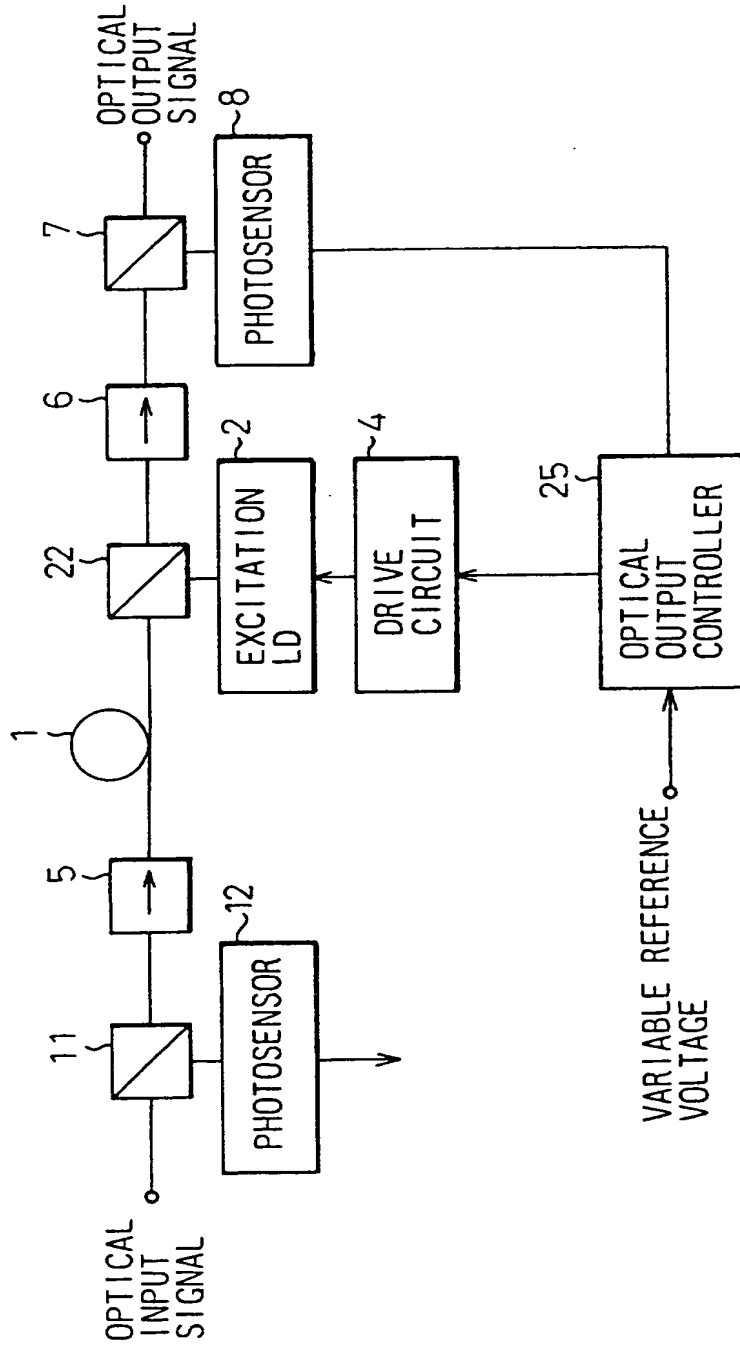 OPTICAL
INPUT
SIGNAL
11
PHOTOSENSOR
12
5
1
22
EXCITATION
LD
2
DRIVE
CIRCUIT
4
6
7
PHOTOSENSOR
8
OPTICAL
OUTPUT
SIGNAL
VARIABLE REFERENCE
VOLTAGE
OPTICAL
OUTPUT
CONTROLLER
25